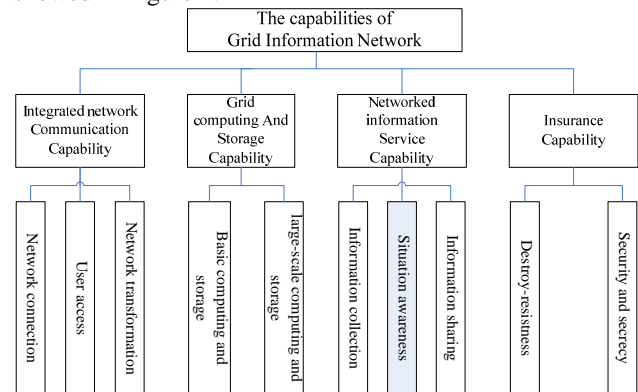 The capabilities of
Grid Information Network
Integrated network
Communication
Capability
Grid
computing And
Storage
Capability
Networked
information
Service
Capability
Insurance
Capability
Network connection
User access
Network transformation
Basic computing and
storage
large-scale computing and
storage
Information collection
Situation awareness
Information sharing
Destroy-resistness
Security and secrecy